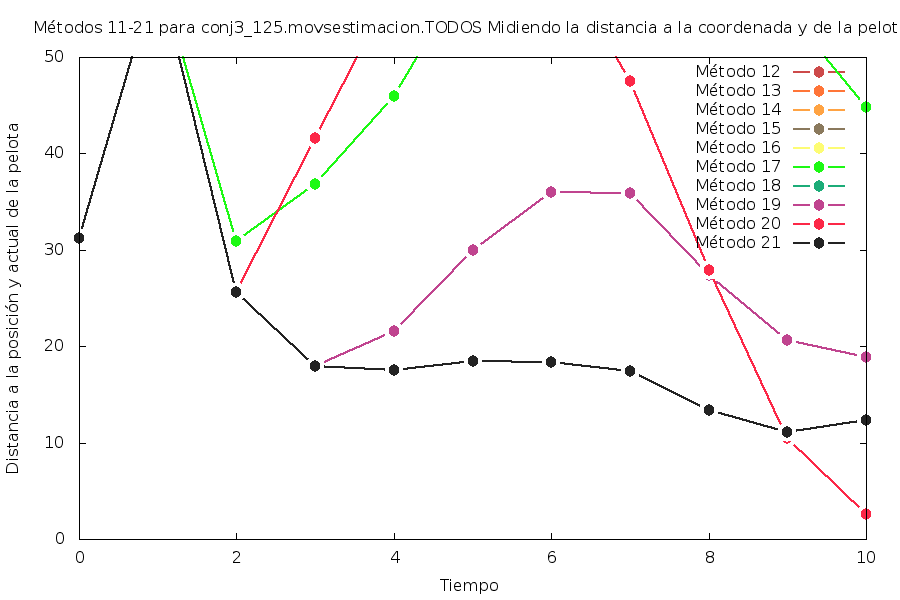 Métodos 11-21 para conj3_125.movsestimacion.TODOS Midiendo la distancia a la coordenada y de la pelot
50
40
30
20
10
0
0 2 4 6 8 10
Distancia a la posición y actual de la pelota
Tiempo
Método 12
Método 13
Método 14
Método 15
Método 16
Método 17
Método 18
Método 19
Método 20
Método 21